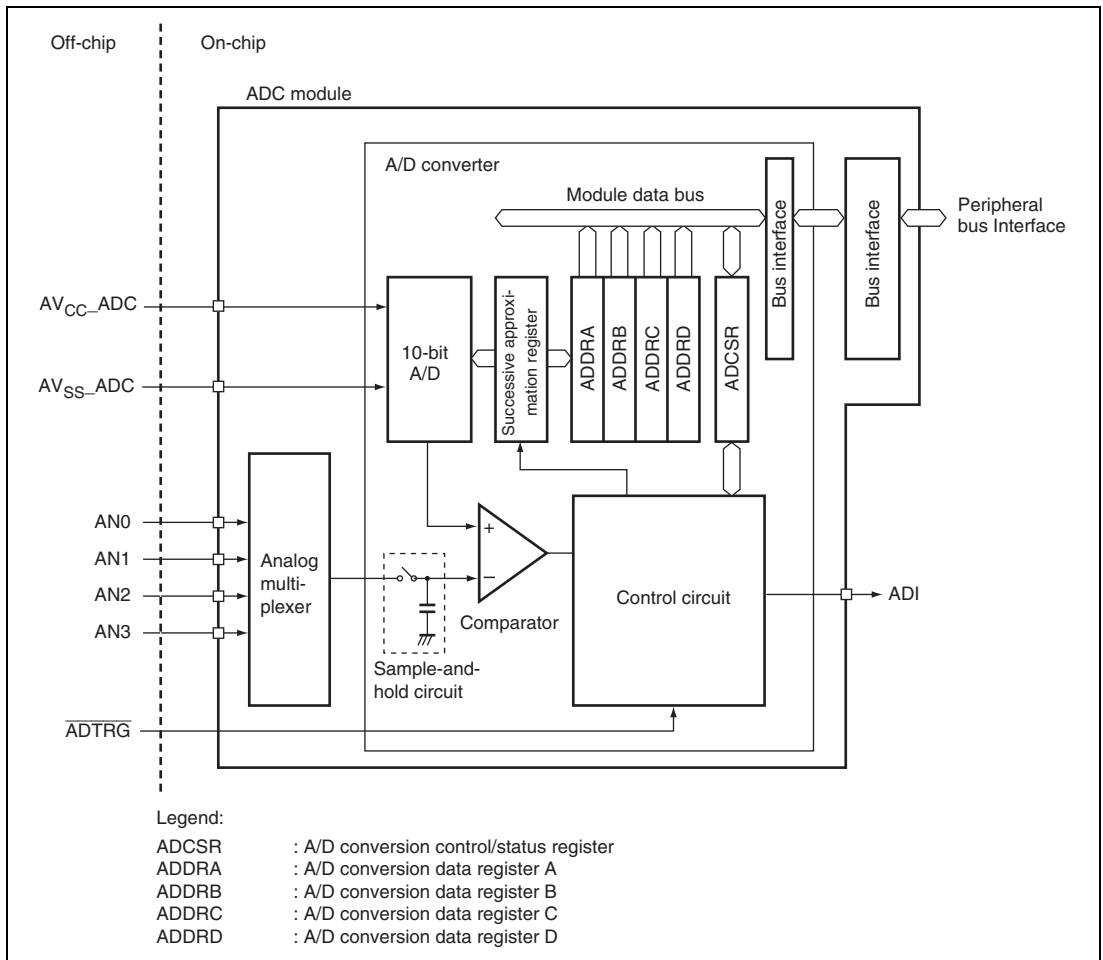 Off-chip
On-chip
ADC module
A/D converter
Module data bus
Bus interface
Bus interface
Peripheral
bus Interface
AVCC_ADC
AVSS_ADC
10-bit
A/D
Successive approxi-
mation register
ADDRA
ADDRB
ADDRC
ADDRD
ADCSR
AN0
AN1
AN2
AN3
Analog
multi-
plexer
+
−
Comparator
Sample-and-
hold circuit
Control circuit
ADI
ADTRG
Legend:
ADCSR : A/D conversion control/status register
ADDRA : A/D conversion data register A
ADDRB : A/D conversion data register B
ADDRC : A/D conversion data register C
ADDRD : A/D conversion data register D